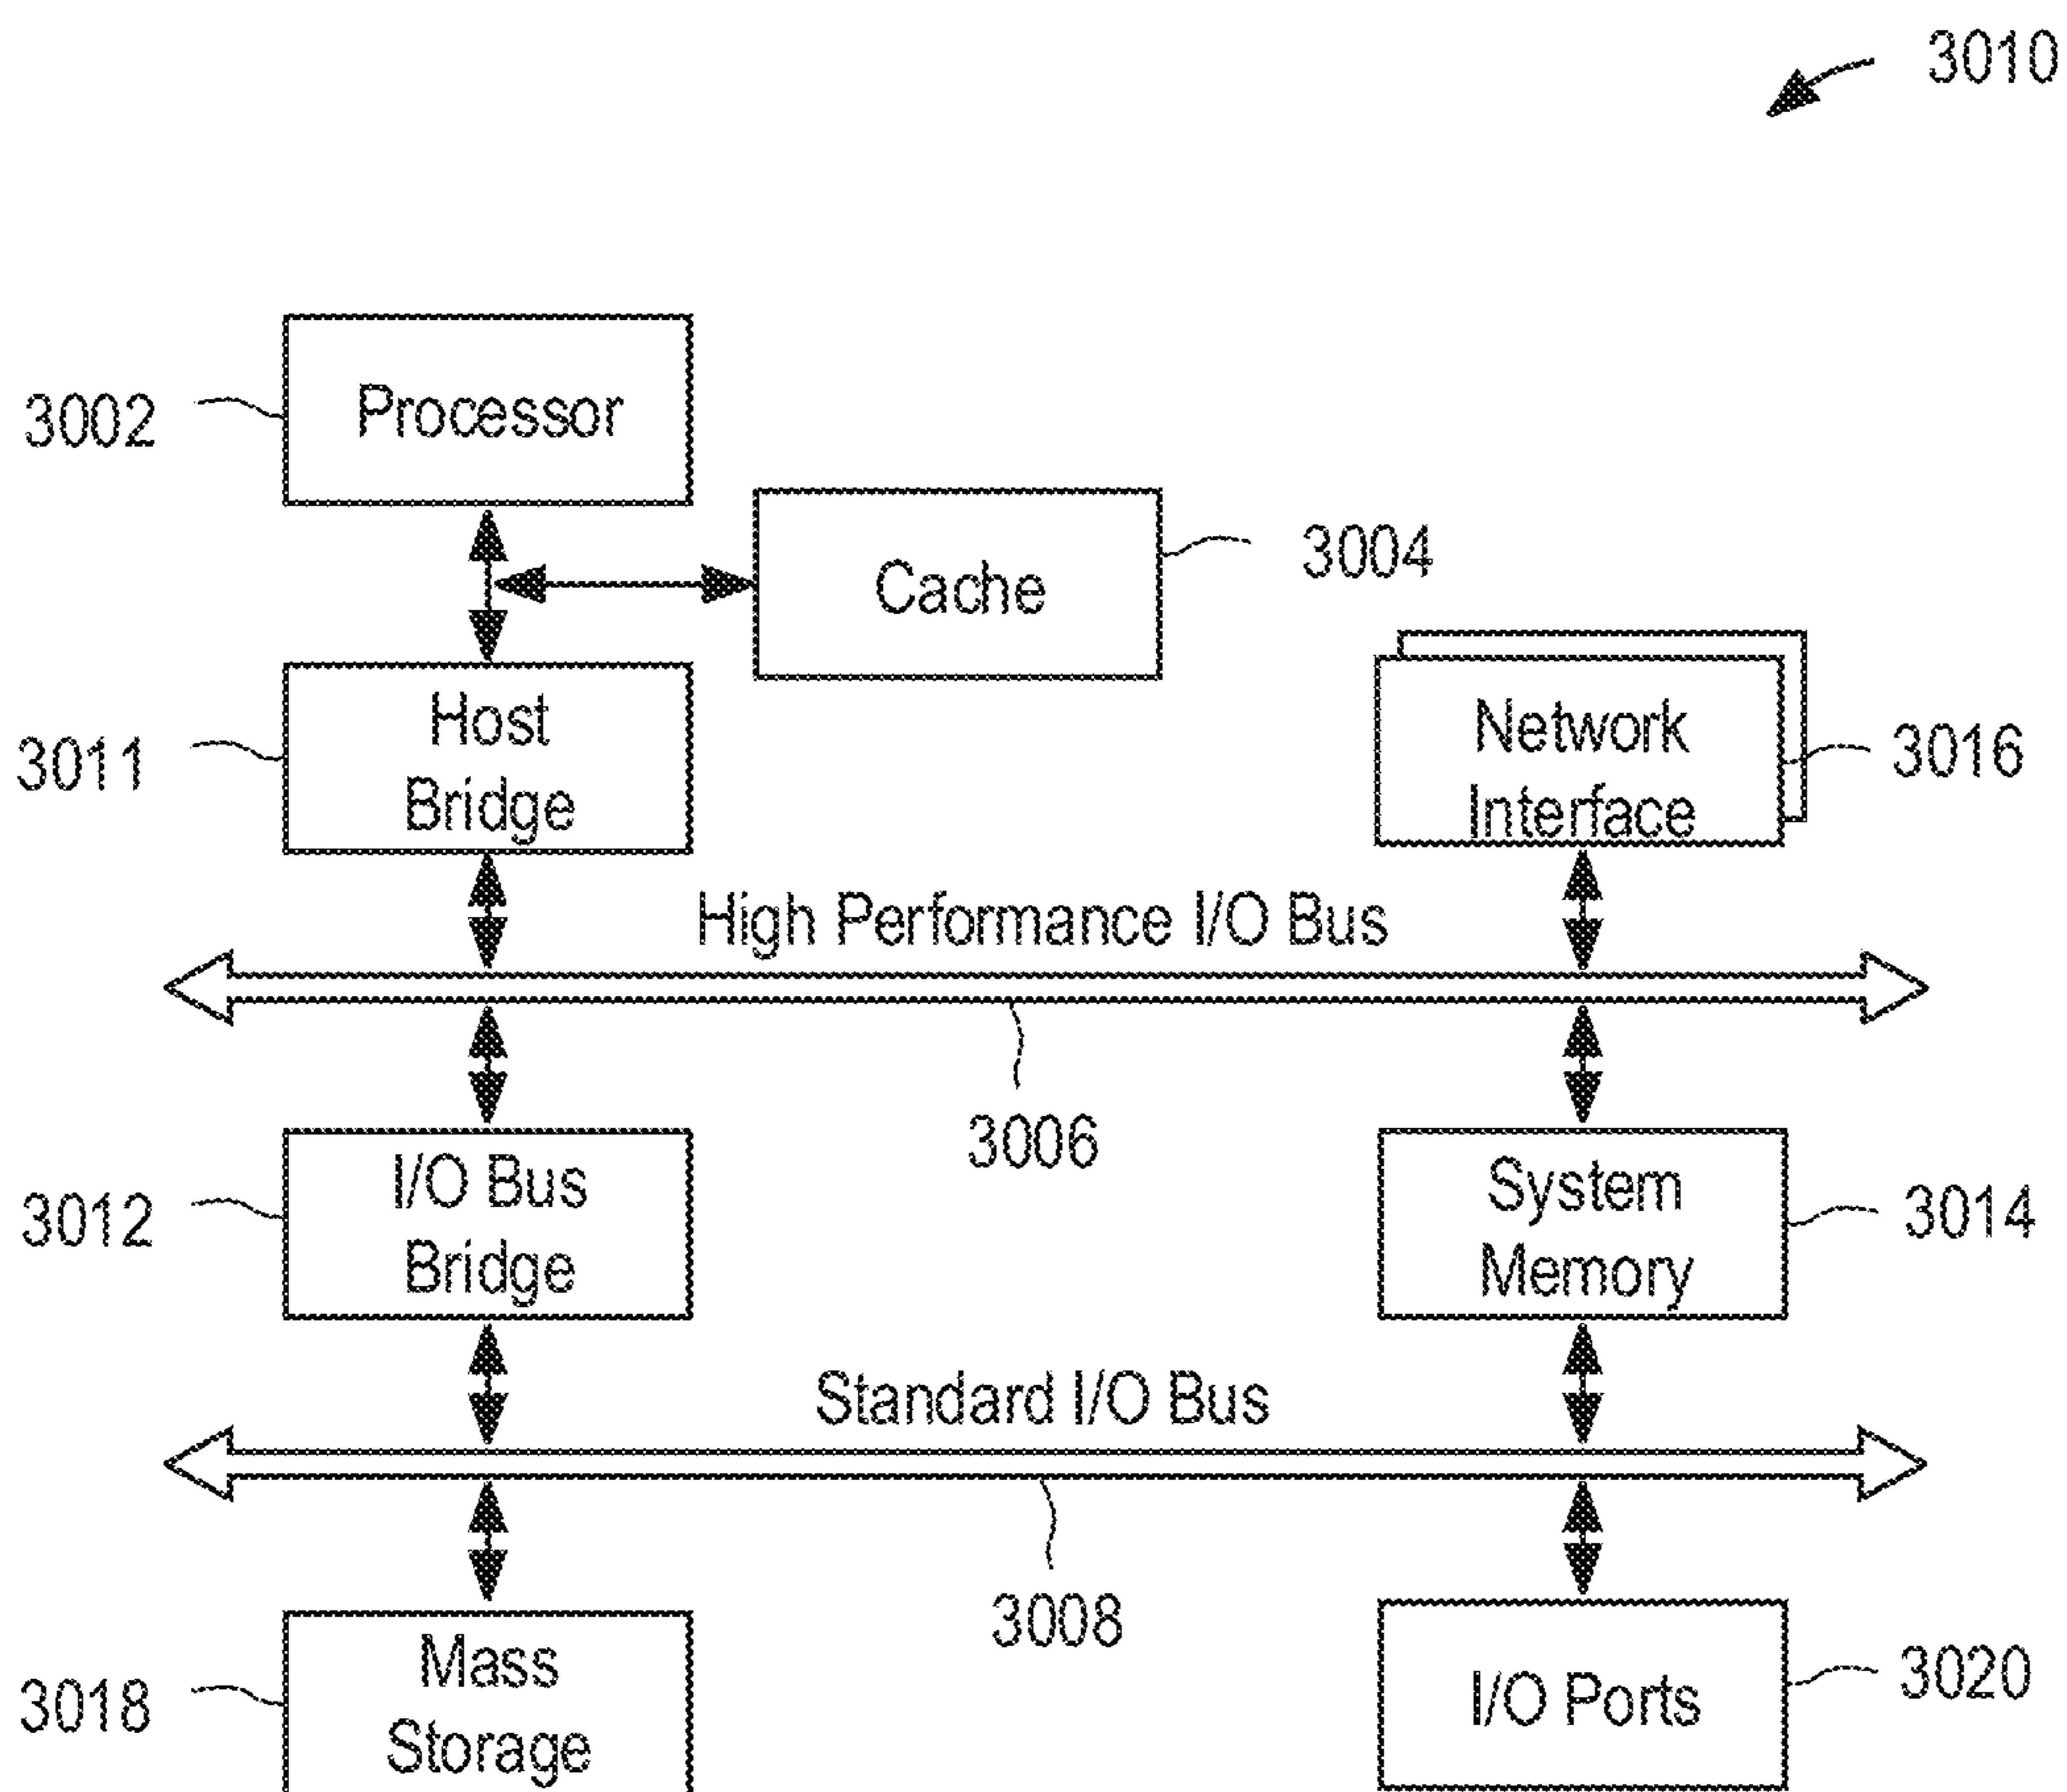 3010
3002
Processor
Cache
3004
3011
Host
Bridge
Network
Interface
3016
High Performance I/O Bus
3006
3012
I/O Bus
Bridge
System
Memory
3014
Standard I/O Bus
3008
3018
Mass
Storage
I/O Ports
3020